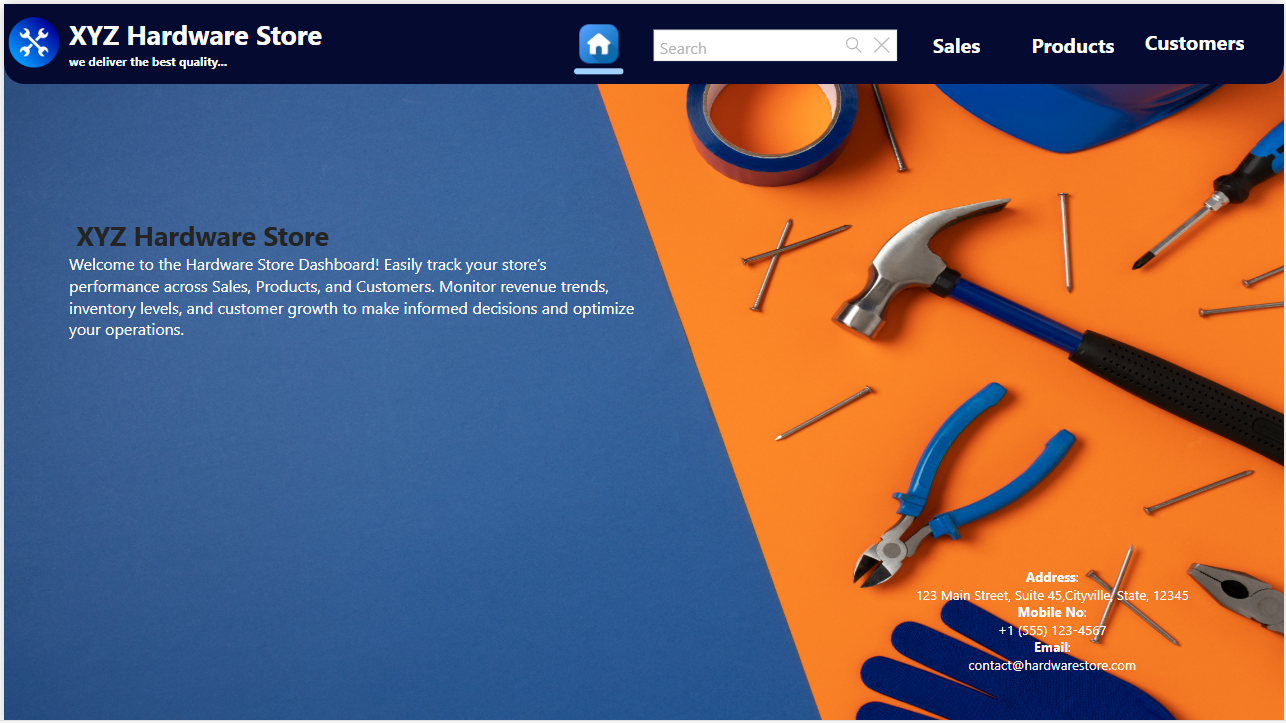 XYZ Hardware Store
we deliver the best quality...
Search
Sales
Products
Customers
XYZ Hardware Store
Welcome to the Hardware Store Dashboard! Easily track your store's
performance across Sales, Products, and Customers. Monitor revenue trends,
inventory levels, and customer growth to make informed decisions and optimize
your operations.
Address:
123 Main Street, Suite 45,Cityville, State, 12345
Mobile No:
+1 (555) 123-4567
Email:
contact@hardwarestore.com